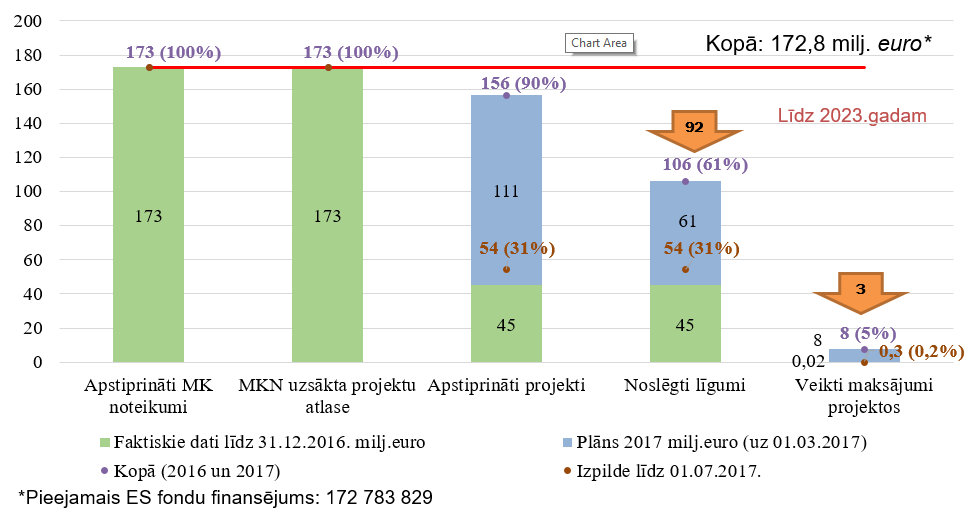 200
180
160
140
120
100
80
60
40
20
0
173 (100%)
173 (100%)
Chart Area
Kopā: 172,8 milj. euro*
156 (90%)
Līdz 2023.gadam
92
106 (61%)
173
173
111
61
54 (31%)
54 (31%)
3
45
45
8
8 (5%)
0,02
0,3 (0,2%)
Apstiprināti MK
noteikumi
MKN uzsākta projektu
atlase
Apstiprināti projekti
Noslēgti līgumi
Veikti maksājumi
projektos
Faktiskie dati līdz 31.12.2016. milj.euro
Plāns 2017 milj.euro (uz 01.03.2017)
Kopā (2016 un 2017)
Izpilde līdz 01.07.2017.
*Pieejamais ES fondu finansējums: 172 783 829